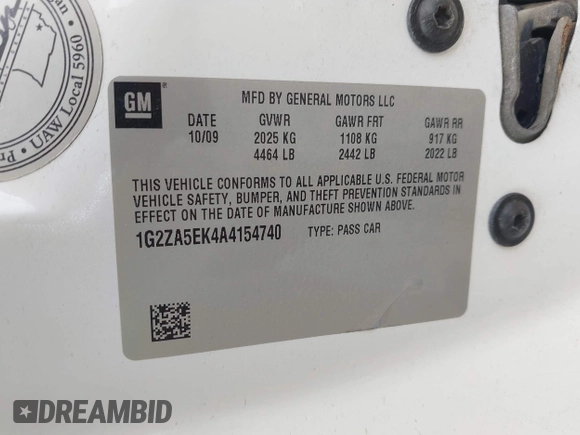 UAW Local 5960
GM
MFD BY GENERAL MOTORS LLC
DATE GVWR GAWR FRT GAWR RR
10/09 2025 KG 1108 KG 917 KG
4464 LB 2442 LB 2022 LB
THIS VEHICLE CONFORMS TO ALL APPLICABLE U.S. FEDERAL MOTOR
VEHICLE SAFETY, BUMPER, AND THEFT PREVENTION STANDARDS IN
EFFECT ON THE DATE OF MANUFACTURE SHOWN ABOVE.
1G2ZA5EK4A4154740 TYPE: PASS CAR
DREAMBID